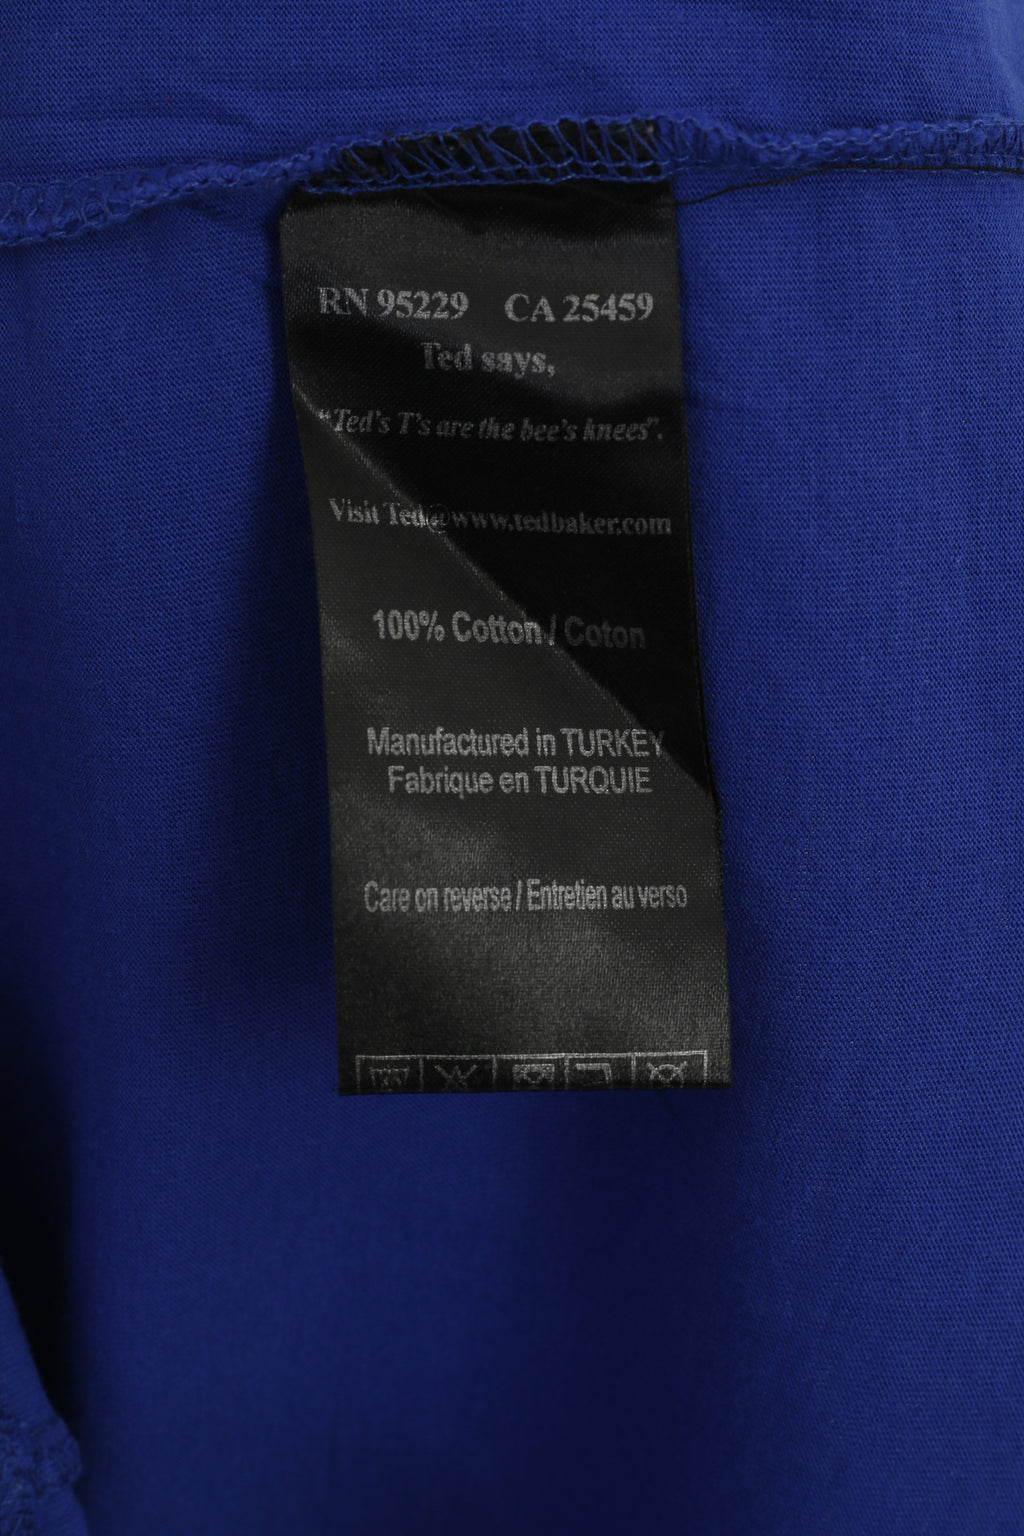 RN 95229 CA 25459
Ted says,
"Ted's T's are the bee's knees".
Visit Ted@www.tedbaker.com
100% Cotton / Coton
Manufactured in TURKEY
Fabrique en TURQUIE
Care on reverse / Entretien au verso